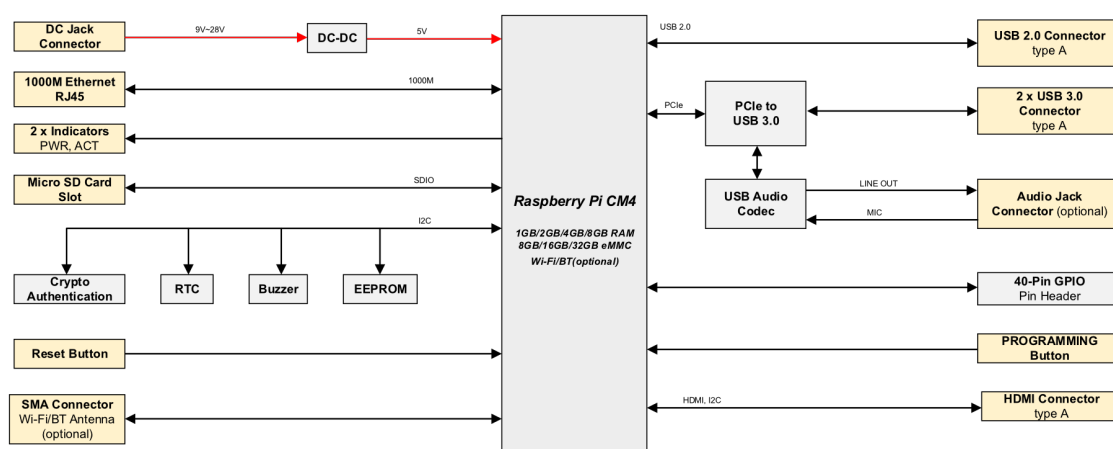 DC Jack
Connector
9V~28V
DC-DC
5V
1000M Ethernet
RJ45
1000M
2 x Indicators
PWR, ACT
Micro SD Card
Slot
SDIO
I2C
Crypto
Authentication
RTC
Buzzer
EEPROM
Reset Button
SMA Connector
Wi-Fi/BT Antenna
(optional)
Raspberry Pi CM4
1GB/2GB/4GB/8GB RAM
8GB/16GB/32GB eMMC
Wi-Fi/BT(optional)
USB 2.0
USB 2.0 Connector
type A
PCIe
PCIe to
USB 3.0
2 x USB 3.0
Connector
type A
USB Audio
Codec
LINE OUT
MIC
Audio Jack
Connector (optional)
40-Pin GPIO
Pin Header
PROGRAMMING
Button
HDMI, I2C
HDMI Connector
type A